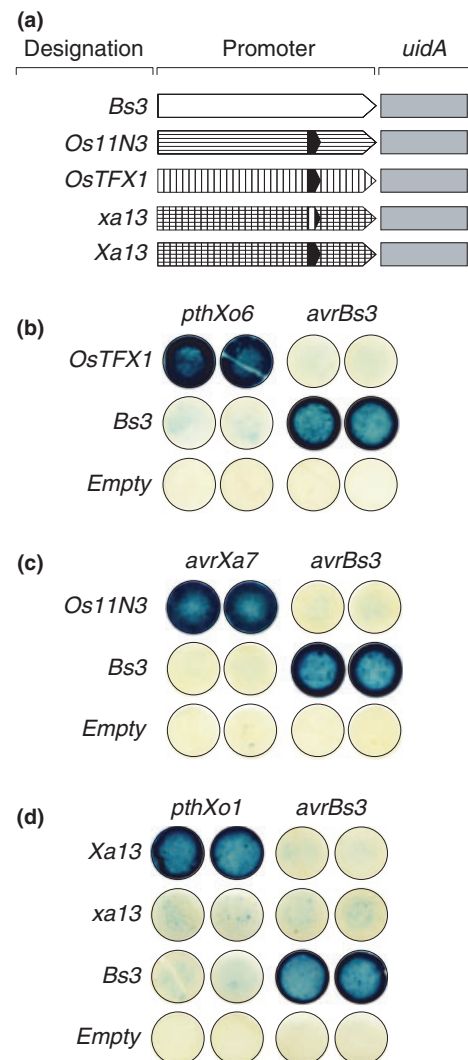 (a)
Designation Promoter uidA
Bs3
Os11N3
OsTFX1
xa13
Xa13
(b)
pthXo6 avrBs3
OsTFX1
Bs3
Empty
(c)
avrXa7 avrBs3
Os11N3
Bs3
Empty
(d)
pthXo1 avrBs3
Xa13
xa13
Bs3
Empty